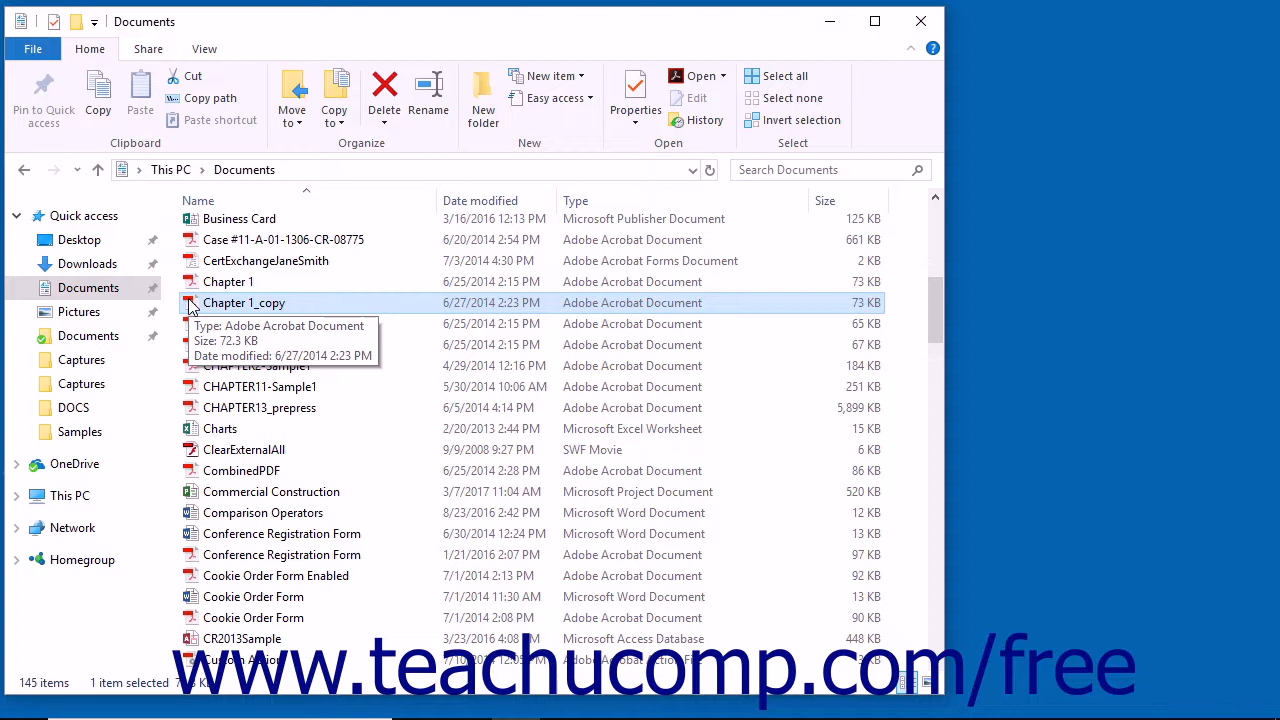 Documents
File Home Share View
Pin to Quick access
Copy
Paste
Cut
Copy path
Paste shortcut
Clipboard
Move to
Copy to
Delete
Rename
Organize
New folder
New item
Easy access
New
Properties
Open
Edit
History
Open
Select all
Select none
Invert selection
Select
This PC > Documents
Search Documents
Quick access
Desktop
Downloads
Documents
Pictures
Documents
Captures
Captures
DOCS
Samples
OneDrive
This PC
Network
Homegroup
Name Date modified Type Size
Business Card 3/16/2016 12:13 PM Microsoft Publisher Document 125 KB
Case #11-A-01-1306-CR-08775 6/20/2014 2:54 PM Adobe Acrobat Document 661 KB
CertExchangeJaneSmith 7/3/2014 4:30 PM Adobe Acrobat Forms Document 2 KB
Chapter 1 6/25/2014 2:15 PM Adobe Acrobat Document 73 KB
Chapter 1_copy 6/27/2014 2:23 PM Adobe Acrobat Document 73 KB
6/25/2014 2:15 PM Adobe Acrobat Document 65 KB
6/25/2014 2:15 PM Adobe Acrobat Document 67 KB
CHAPTER2-Sample1 4/29/2014 12:16 PM Adobe Acrobat Document 184 KB
CHAPTER11-Sample1 5/30/2014 10:06 AM Adobe Acrobat Document 251 KB
CHAPTER13_prepress 6/5/2014 4:14 PM Adobe Acrobat Document 5,899 KB
Charts 2/20/2013 2:44 PM Microsoft Excel Worksheet 15 KB
ClearExternalAll 9/9/2008 9:27 PM SWF Movie 6 KB
CombinedPDF 6/25/2014 2:28 PM Adobe Acrobat Document 86 KB
Commercial Construction 3/7/2017 11:04 AM Microsoft Project Document 520 KB
Comparison Operators 8/23/2016 2:42 PM Microsoft Word Document 12 KB
Conference Registration Form 6/30/2014 12:24 PM Microsoft Word Document 13 KB
Conference Registration Form 1/21/2016 2:07 PM Adobe Acrobat Document 97 KB
Cookie Order Form Enabled 7/1/2014 2:13 PM Adobe Acrobat Document 92 KB
Cookie Order Form 7/1/2014 11:30 AM Microsoft Word Document 13 KB
Cookie Order Form 7/1/2014 2:08 PM Adobe Acrobat Document 90 KB
CR2013Sample 3/23/2016 4:08 PM Microsoft Access Database 448 KB
Type: Adobe Acrobat Document
Size: 72.3 KB
Date modified: 6/27/2014 2:23 PM
www.teachucomp.com/free
145 items 1 item selected